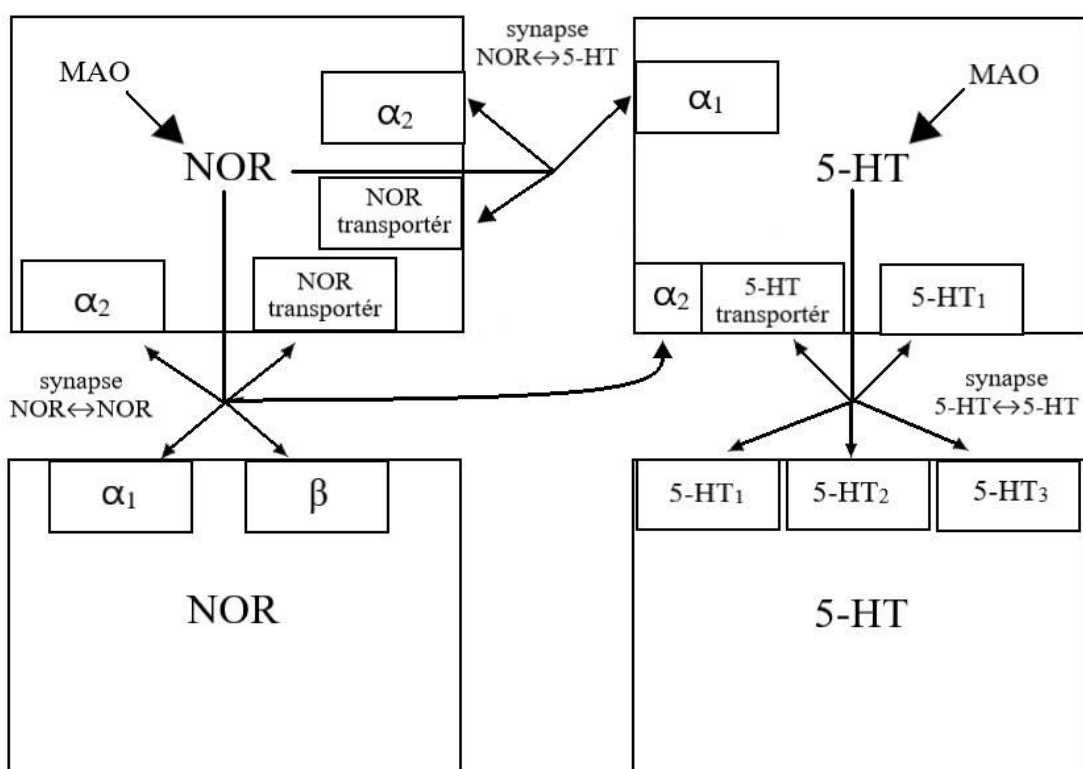 synapse
NOR↔5-HT
MAO
α2
NOR
NOR
transportér
α2
NOR
transportér
α1
MAO
5-HT
α2
5-HT
transportér
5-HT1
synapse
NOR↔NOR
synapse
5-HT↔5-HT
α1
β
NOR
5-HT1
5-HT2
5-HT3
5-HT